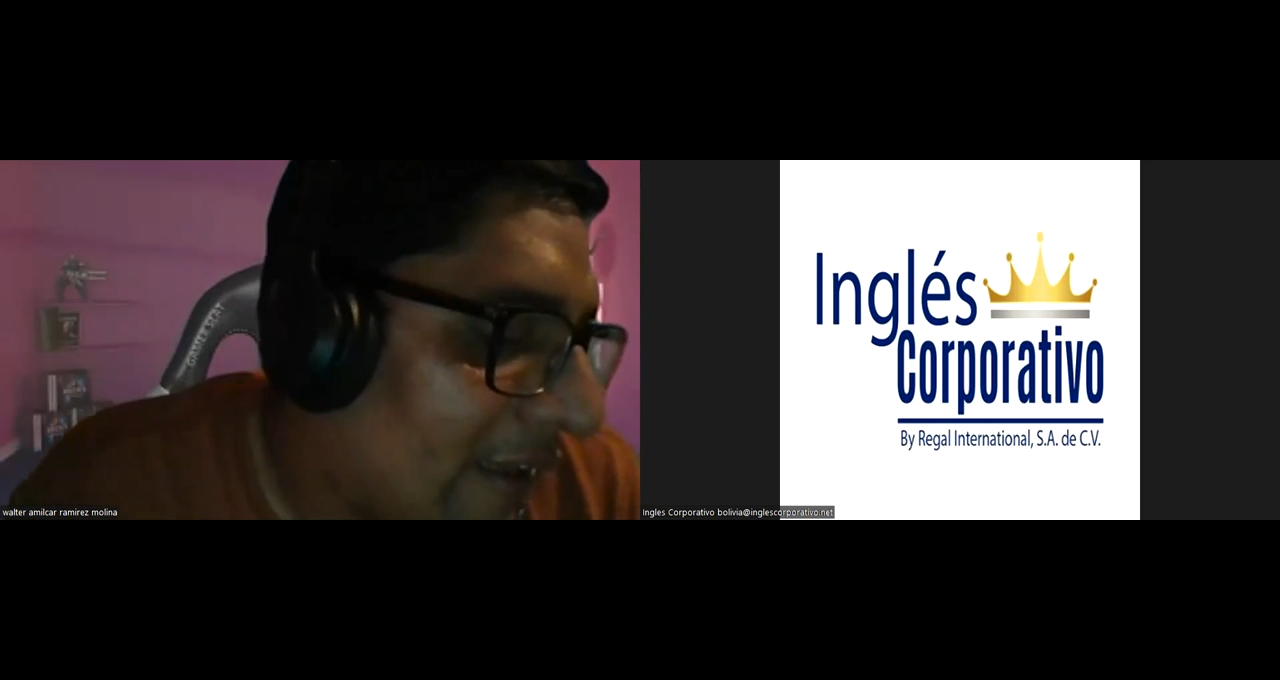 Inglés
Corporativo
By Regal International, S.A. de C.V.
walter amilcar ramirez molina
Ingles Corporativo bolivia@inglescorporativo.net